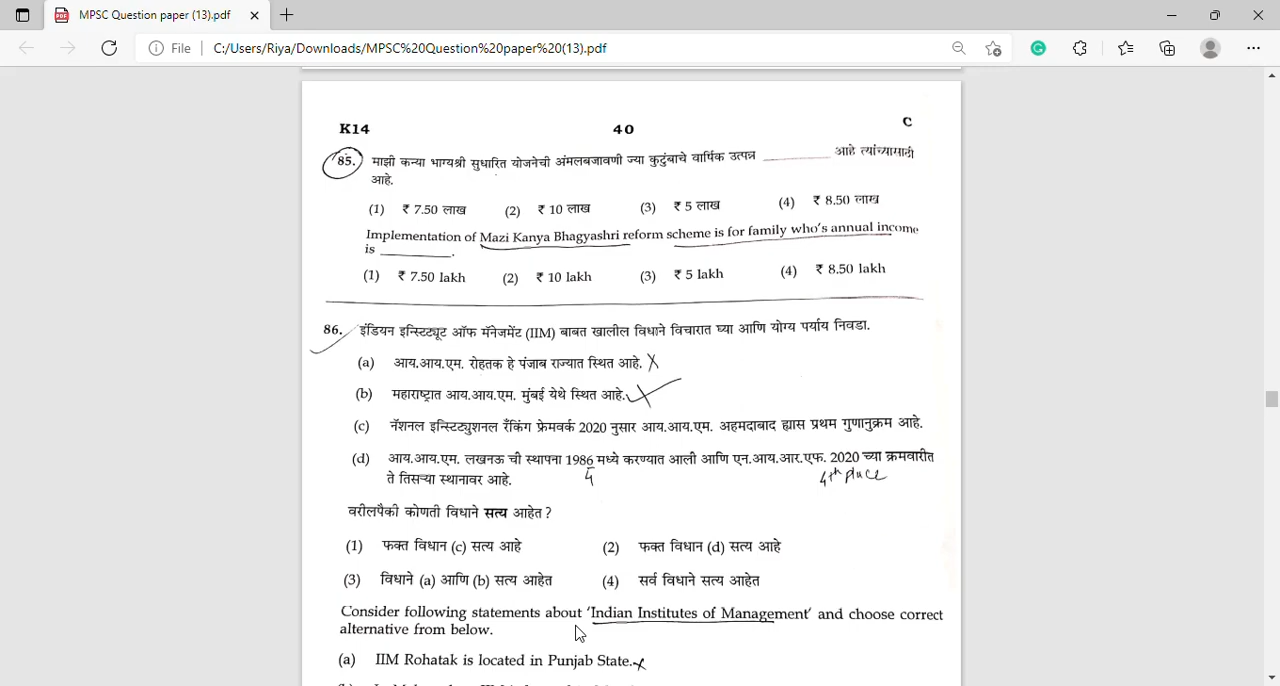 MPSC Question paper (13).pdf
File C:/Users/Riya/Downloads/MPSC%20Question%20paper%20(13).pdf
K14 40 C
85. माझी कन्या भाग्यश्री सुधारित योजनेची अंमलबजावणी ज्या कुटुंबाचे वार्षिक उत्पन्न ________ आहे त्यांच्यासाठी
आहे.
(1) ₹ 7.50 लाख (2) ₹ 10 लाख (3) ₹ 5 लाख (4) ₹ 8.50 लाख
Implementation of Mazi Kanya Bhagyashri reform scheme is for family who's annual income
is ________.
(1) ₹ 7.50 lakh (2) ₹ 10 lakh (3) ₹ 5 lakh (4) ₹ 8.50 lakh
86. इंडियन इन्स्टिट्यूट ऑफ मॅनेजमेंट (IIM) बाबत खालील विधाने विचारात घ्या आणि योग्य पर्याय निवडा.
(a) आय.आय.एम. रोहतक हे पंजाब राज्यात स्थित आहे.
(b) महाराष्ट्रात आय.आय.एम. मुंबई येथे स्थित आहे.
(c) नॅशनल इन्स्टिट्युशनल रँकिंग फ्रेमवर्क 2020 नुसार आय.आय.एम. अहमदाबाद ह्यास प्रथम गुणानुक्रम आहे.
(d) आय.आय.एम. लखनऊ ची स्थापना 1986 मध्ये करण्यात आली आणि एन.आय.आर.एफ. 2020 च्या क्रमवारीत
ते तिसऱ्या स्थानावर आहे. 4 4th place
वरीलपैकी कोणती विधाने सत्य आहेत ?
(1) फक्त विधान (c) सत्य आहे (2) फक्त विधान (d) सत्य आहे
(3) विधाने (a) आणि (b) सत्य आहेत (4) सर्व विधाने सत्य आहेत
Consider following statements about 'Indian Institutes of Management' and choose correct
alternative from below.
(a) IIM Rohatak is located in Punjab State.